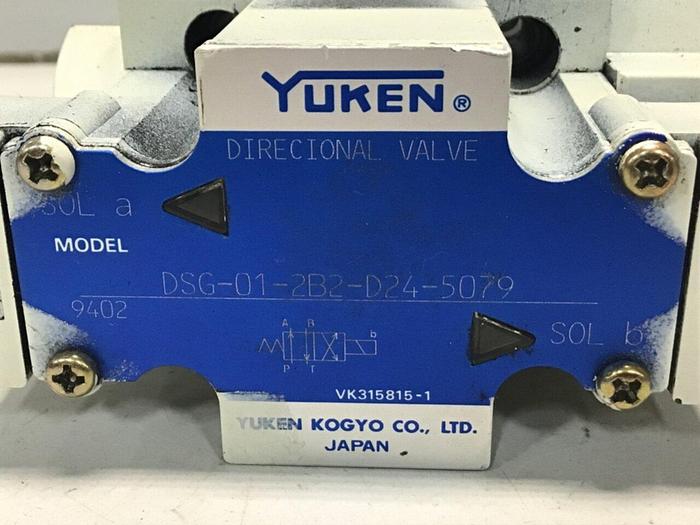 YUKEN ®
DIRECIONAL VALVE
SOL a
MODEL
DSG-01-2B2-D24-5079
9402
A B
b
P T
SOL b
VK315815-1
YUKEN KOGYO CO., LTD.
JAPAN